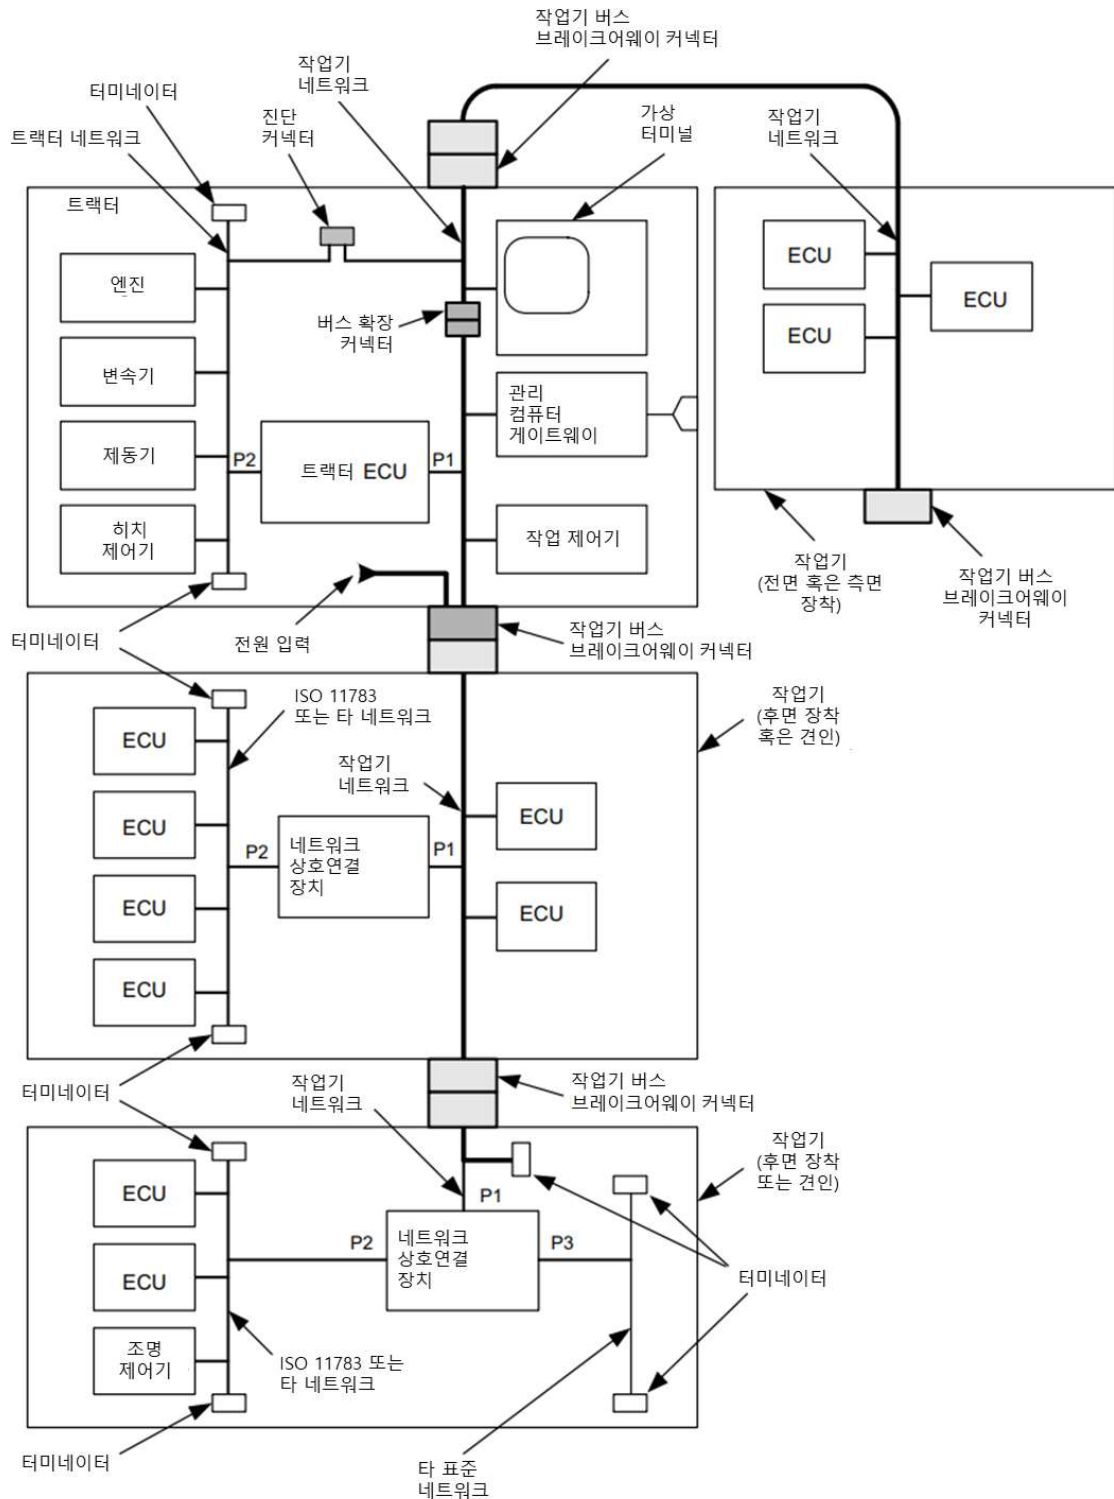 작업기 버스
브레이크어웨이 커넥터
작업기
네트워크
터미네이터
진단
커넥터
가상
터미널
작업기
네트워크
트랙터 네트워크
트랙터
엔진
버스 확장
커넥터
변속기
관리
컴퓨터
게이트웨이
제동기
P2
트랙터 ECU
P1
히치
제어기
작업 제어기
ECU
ECU
ECU
작업기
(전면 혹은 측면
장착)
작업기 버스
브레이크어웨이
커넥터
터미네이터
전원 입력
작업기 버스
브레이크어웨이 커넥터
ISO 11783
또는 타 네트워크
작업기
(후면 장착
혹은 견인)
ECU
작업기
네트워크
ECU
ECU
P2
네트워크
상호연결
장치
P1
ECU
ECU
ECU
터미네이터
작업기
네트워크
작업기 버스
브레이크어웨이 커넥터
작업기
(후면 장착
또는 견인)
ECU
P1
P2
네트워크
상호연결
장치
P3
ECU
터미네이터
조명
제어기
ISO 11783 또는
타 네트워크
터미네이터
타 표준
네트워크